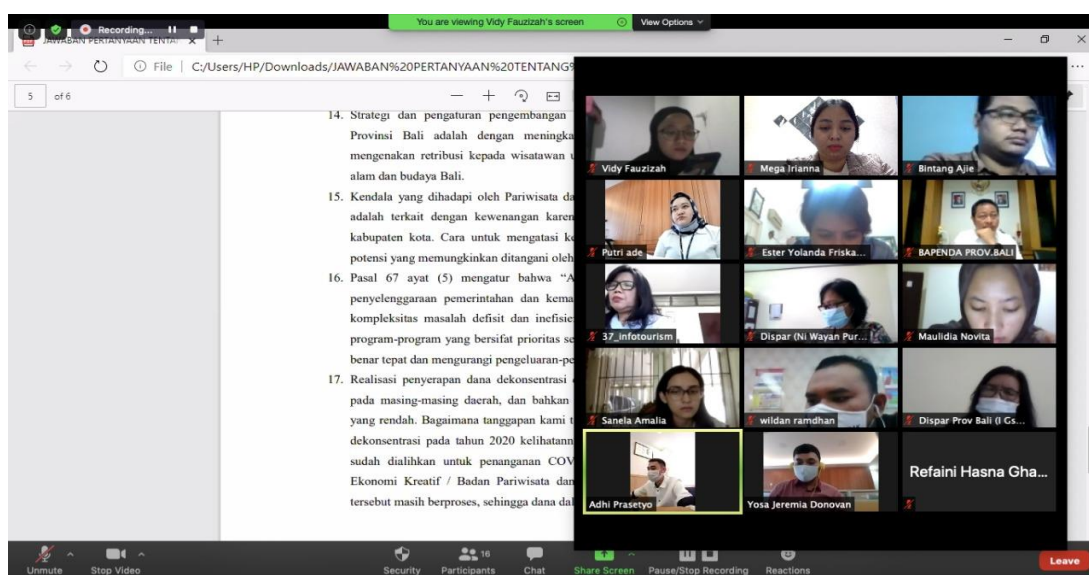 You are viewing Vidy Fauzizah's screen
View Options
Recording...
JAWABAN PERTANYAAN TENTA
File | C:/Users/HP/Downloads/JAWABAN%20PERTANYAAN%20TENTANG%
5 of 6
14. Strategi dan pengaturan pengembangan
Provinsi Bali adalah dengan meningka
mengenakan retribusi kepada wisatawan u
alam dan budaya Bali.
15. Kendala yang dihadapi oleh Pariwisata da
adalah terkait dengan kewenangan karen
kabupaten kota. Cara untuk mengatasi ke
potensi yang memungkinkan ditangani oleh
16. Pasal 67 ayat (5) mengatur bahwa “A
penyelenggaraan pemerintahan dan kema
kompleksitas masalah defisit dan inefisie
program-program yang bersifat prioritas se
benar tepat dan mengurangi pengeluaran-pe
17. Realisasi penyerapan dana dekonsentrasi
pada masing-masing daerah, dan bahkan
yang rendah. Bagaimana tanggapan kami t
dekonsentrasi pada tahun 2020 kelihatann
sudah dialihkan untuk penanganan COV
Ekonomi Kreatif / Badan Pariwisata dan
tersebut masih berproses, sehingga dana dal
Vidy Fauzizah
Mega Irianna
Bintang Ajie
Putri ade
Ester Yolanda Friska...
BAPENDA PROV.BALI
37_infotourism
Dispar (Ni Wayan Pur...
Maulidia Novita
Sanela Amalia
wildan ramdhan
Dispar Prov Bali (I Gs...
Adhi Prasetyo
Yosa Jeremia Donovan
Refaini Hasna Gha...
Unmute
Stop Video
Security
Participants
16
Chat
Share Screen
Pause/Stop Recording
Reactions
Leave